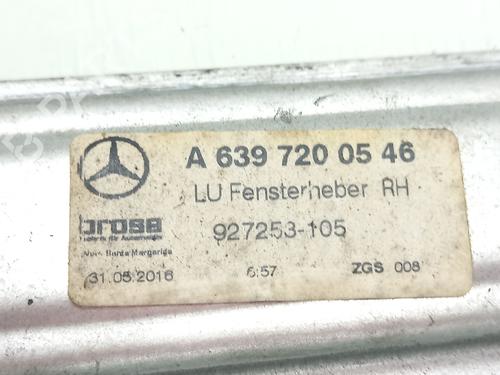 A 639 720 05 46
LU Fensterheber RH
brose
927253-105
31.05.2016 6:57 ZGS 008